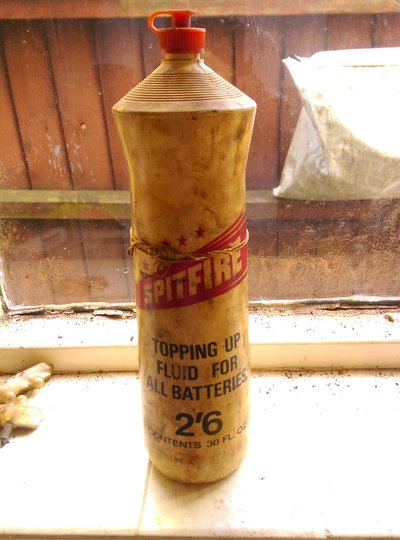 SPITFIRE
TOPPING UP
FLUID FOR
ALL BATTERIES
2'6
CONTENTS 30 FL. OZ.